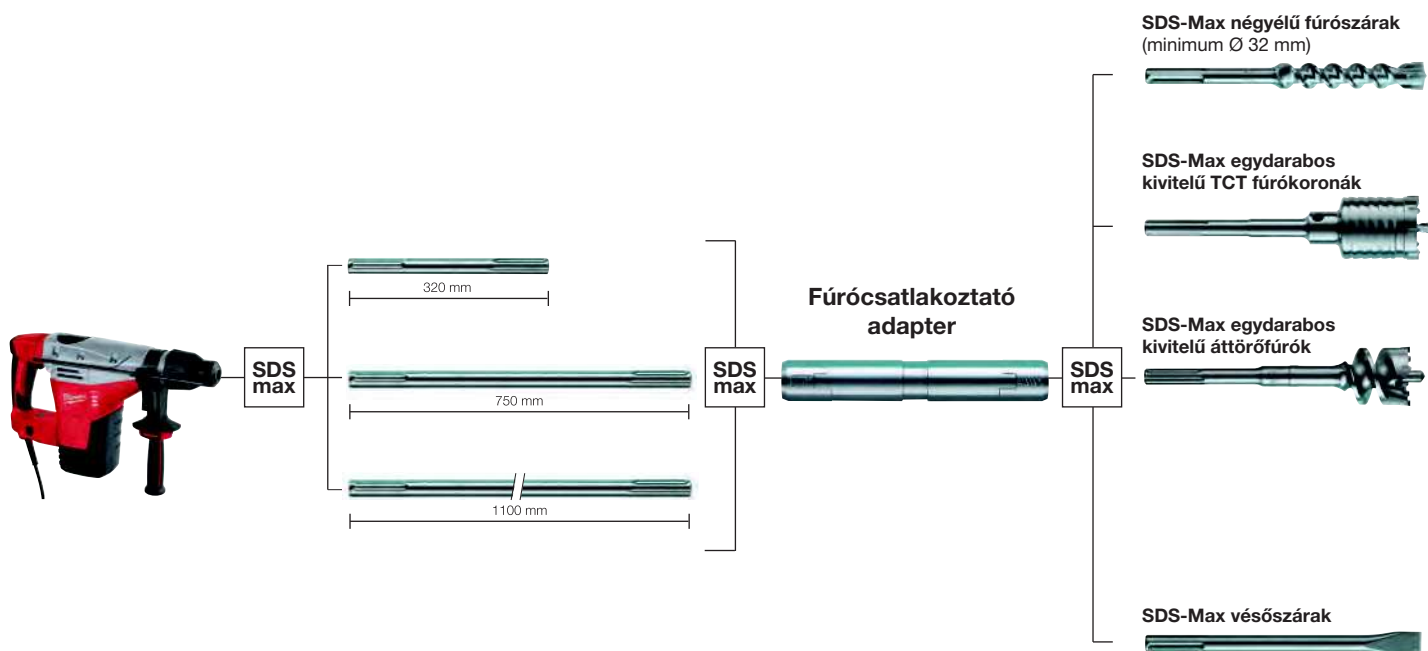 SDS-Max négyélű fúrószárak
(minimum Ø 32 mm)
SDS-Max egydarabos
kivitelű TCT fúrókoronák
320 mm
Fúrócsatlakoztató
adapter
SDS-Max egydarabos
kivitelű áttörőfúrók
SDS
max
750 mm
SDS
max
SDS
max
1100 mm
SDS-Max vésőszárak